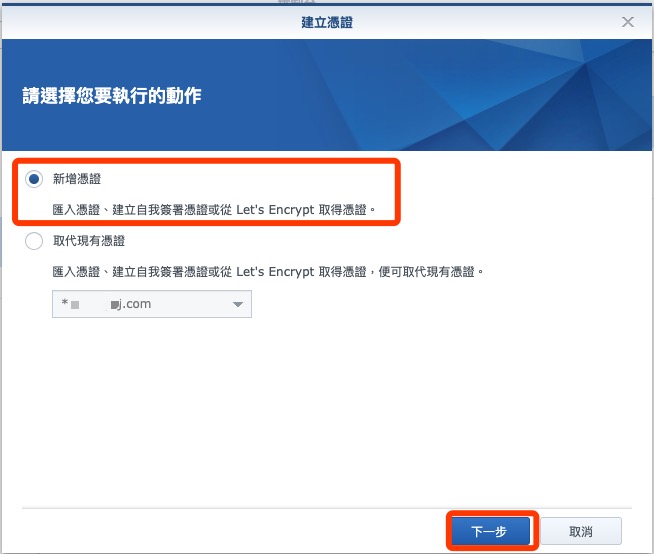 建立憑證
請選擇您要執行的動作
新增憑證
匯入憑證、建立自我簽署憑證或從 Let's Encrypt 取得憑證。
取代現有憑證
匯入憑證、建立自我簽署憑證或從 Let's Encrypt 取得憑證，便可取代現有憑證。
* j.com
下一步
取消